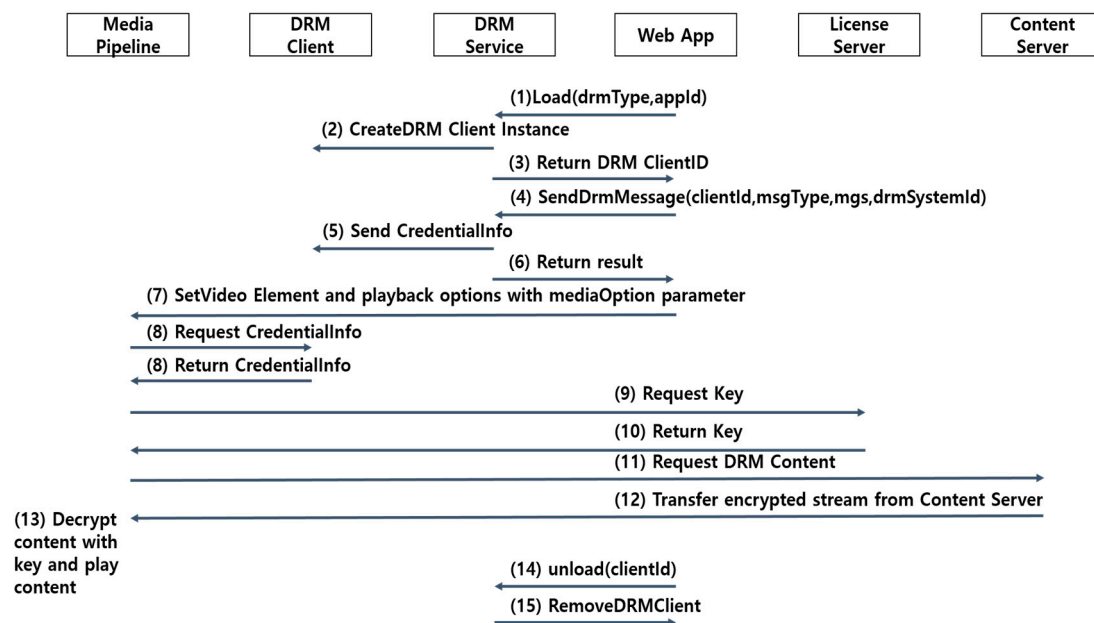 Media
Pipeline
DRM
Client
DRM
Service
Web App
License
Server
Content
Server
(1)Load(drmType,appId)
(2) CreateDRM Client Instance
(3) Return DRM ClientID
(4) SendDrmMessage(clientId,msgType,mgs,drmSystemId)
(5) Send CredentialInfo
(6) Return result
(7) SetVideo Element and playback options with mediaOption parameter
(8) Request CredentialInfo
(8) Return CredentialInfo
(9) Request Key
(10) Return Key
(11) Request DRM Content
(12) Transfer encrypted stream from Content Server
(13) Decrypt
content with
key and play
content
(14) unload(clientId)
(15) RemoveDRMClient